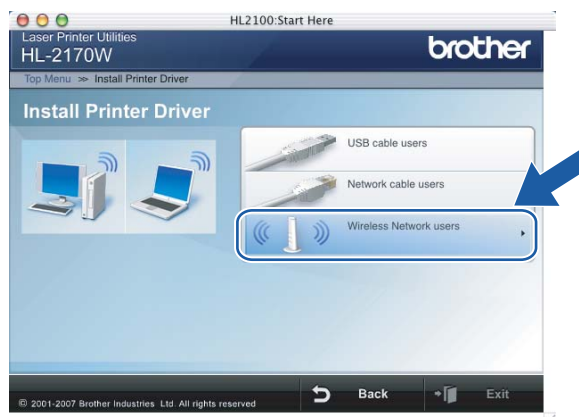 HL2100:Start Here
Laser Printer Utilities
HL-2170W
brother
Top Menu >> Install Printer Driver
Install Printer Driver
USB cable users
Network cable users
Wireless Network users
© 2001-2007 Brother Industries Ltd. All rights reserved
Back
Exit